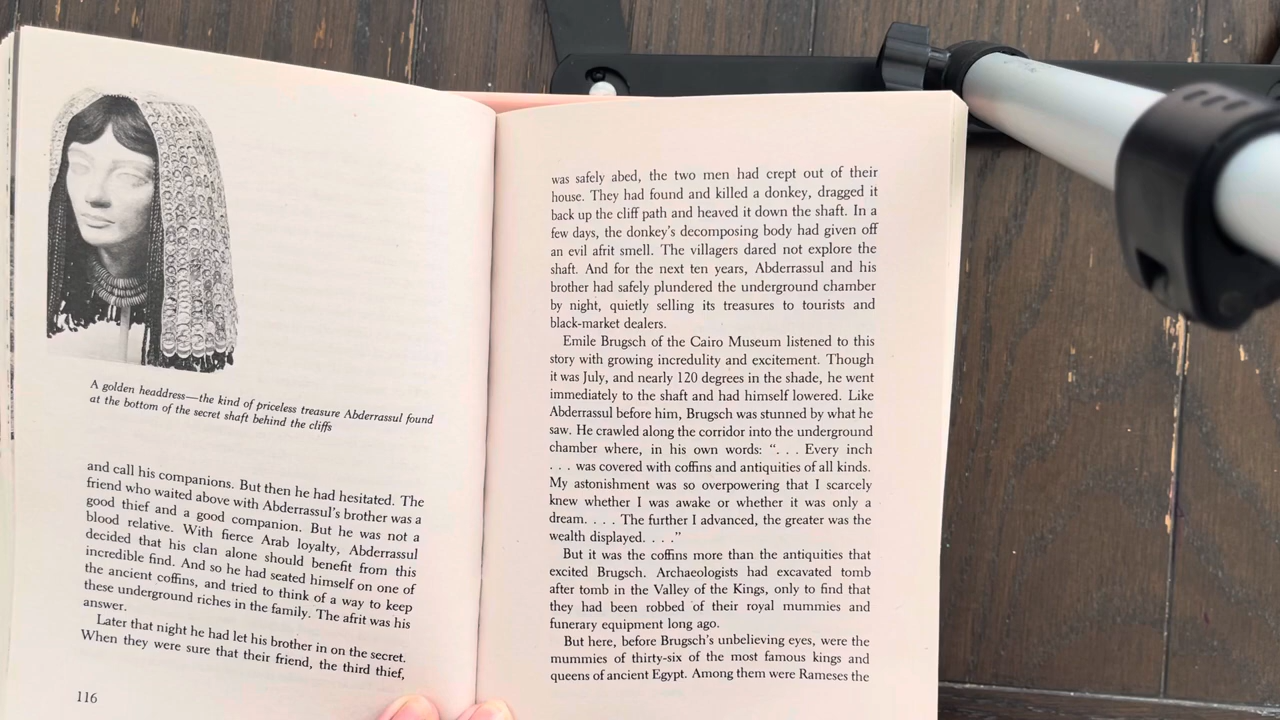 A golden headdress—the kind of priceless treasure Abderrassul found
at the bottom of the secret shaft behind the cliffs
and call his companions. But then he had hesitated. The
friend who waited above with Abderrassul's brother was a
good thief and a good companion. But he was not a
blood relative. With fierce Arab loyalty, Abderrassul
decided that his clan alone should benefit from this
incredible find. And so he had seated himself on one of
the ancient coffins, and tried to think of a way to keep
these underground riches in the family. The afrit was his
answer.
Later that night he had let his brother in on the secret.
When they were sure that their friend, the third thief,
116
was safely abed, the two men had crept out of their
house. They had found and killed a donkey, dragged it
back up the cliff path and heaved it down the shaft. In a
few days, the donkey's decomposing body had given off
an evil afrit smell. The villagers dared not explore the
shaft. And for the next ten years, Abderrassul and his
brother had safely plundered the underground chamber
by night, quietly selling its treasures to tourists and
black-market dealers.
Emile Brugsch of the Cairo Museum listened to this
story with growing incredulity and excitement. Though
it was July, and nearly 120 degrees in the shade, he went
immediately to the shaft and had himself lowered. Like
Abderrassul before him, Brugsch was stunned by what he
saw. He crawled along the corridor into the underground
chamber where, in his own words: ". . . Every inch
. . . was covered with coffins and antiquities of all kinds.
My astonishment was so overpowering that I scarcely
knew whether I was awake or whether it was only a
dream. . . . The further I advanced, the greater was the
wealth displayed. . . ."
But it was the coffins more than the antiquities that
excited Brugsch. Archaeologists had excavated tomb
after tomb in the Valley of the Kings, only to find that
they had been robbed of their royal mummies and
funerary equipment long ago.
But here, before Brugsch's unbelieving eyes, were the
mummies of thirty-six of the most famous kings and
queens of ancient Egypt. Among them were Rameses the